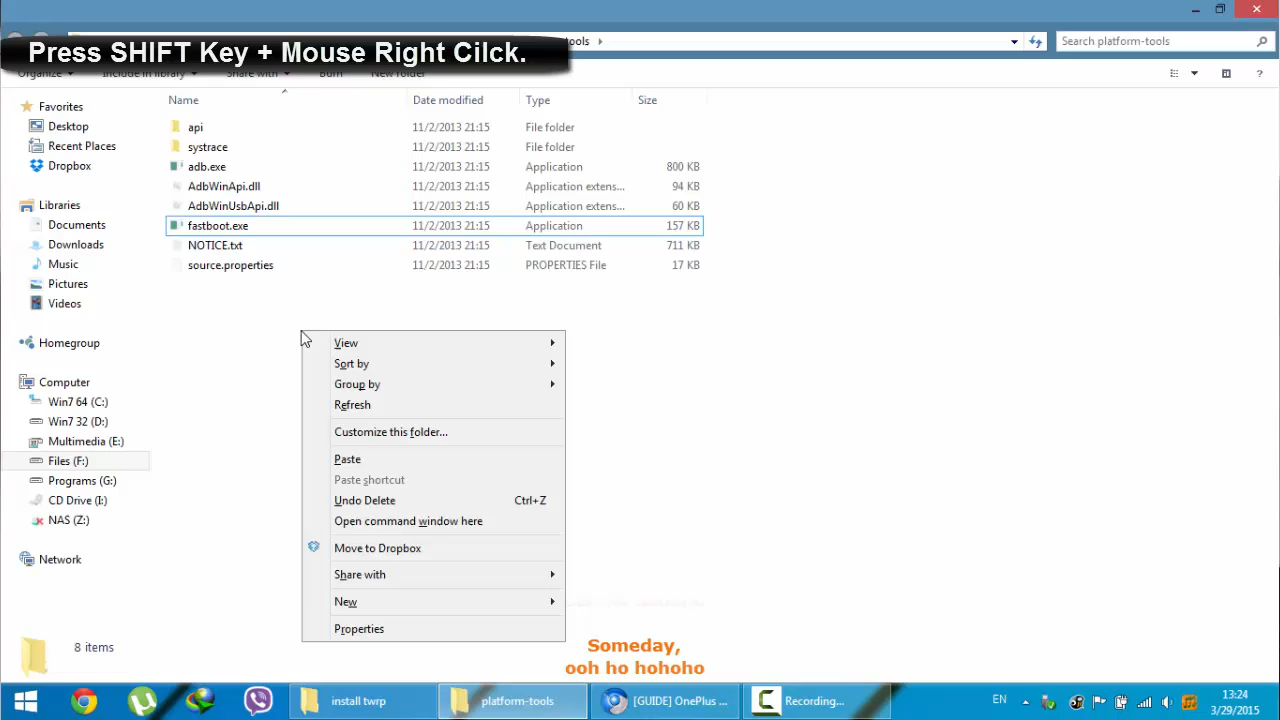 Press SHIFT Key + Mouse Right Cilck.
ools
Search platform-tools
Organize
Include in library
Share with
Burn
New folder
Name Date modified Type Size
Favorites
Desktop
Recent Places
Dropbox
Libraries
Documents
Downloads
Music
Pictures
Videos
Homegroup
Computer
Win7 64 (C:)
Win7 32 (D:)
Multimedia (E:)
Files (F:)
Programs (G:)
CD Drive (I:)
NAS (Z:)
Network
api 11/2/2013 21:15 File folder
systrace 11/2/2013 21:15 File folder
adb.exe 11/2/2013 21:15 Application 800 KB
AdbWinApi.dll 11/2/2013 21:15 Application extens... 94 KB
AdbWinUsbApi.dll 11/2/2013 21:15 Application extens... 60 KB
fastboot.exe 11/2/2013 21:15 Application 157 KB
NOTICE.txt 11/2/2013 21:15 Text Document 711 KB
source.properties 11/2/2013 21:15 PROPERTIES File 17 KB
View
Sort by
Group by
Refresh
Customize this folder...
Paste
Paste shortcut
Undo Delete Ctrl+Z
Open command window here
Move to Dropbox
Share with
New
Properties
8 items
Someday,
ooh ho hohoho
install twrp
platform-tools
[GUIDE] OnePlus ...
Recording...
EN
13:24
3/29/2015